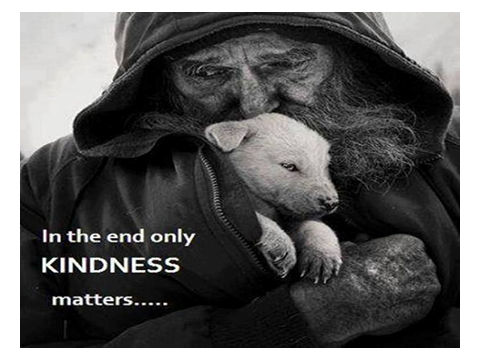 In the end only
KINDNESS
matters.....